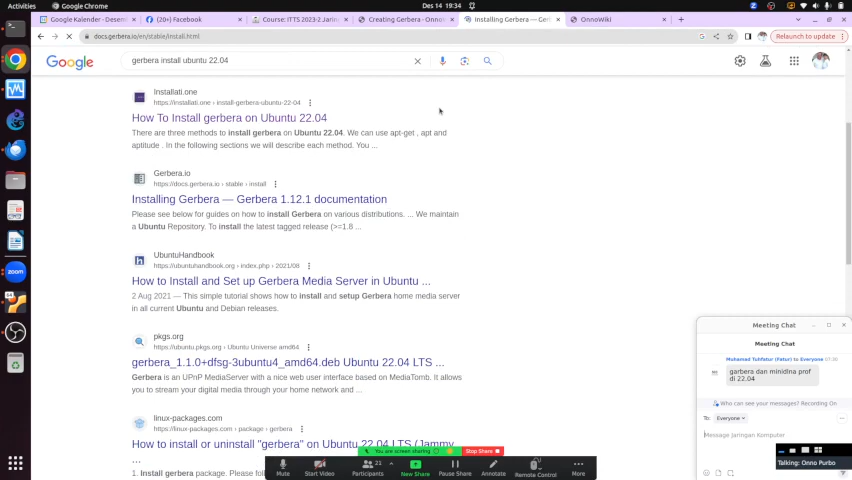 Activities
Google Chrome
Des 14 19:34
Google Kalender - Desem
(20+) Facebook
Course: ITTS 2023-2 Jaring
Creating Gerbera - Onno
Installing Gerbera — Ger
OnnoWiki
docs.gerbera.io/en/stable/install.html
Relaunch to update
Google
gerbera install ubuntu 22.04
Installati.one
https://installati.one › install-gerbera-ubuntu-22-04
How To Install gerbera on Ubuntu 22.04
There are three methods to install gerbera on Ubuntu 22.04. We can use apt-get , apt and
aptitude . In the following sections we will describe each method. You ...
Gerbera.io
https://docs.gerbera.io › stable › install
Installing Gerbera — Gerbera 1.12.1 documentation
Please see below for guides on how to install Gerbera on various distributions. ... We maintain
a Ubuntu Repository. To install the latest tagged release (>=1.8 ...
UbuntuHandbook
https://ubuntuhandbook.org › index.php › 2021/08
How to Install and Set up Gerbera Media Server in Ubuntu ...
2 Aug 2021 — This simple tutorial shows how to install and setup Gerbera home media server
in all current Ubuntu and Debian releases.
pkgs.org
https://ubuntu.pkgs.org › Ubuntu Universe amd64
gerbera_1.1.0+dfsg-3ubuntu4_amd64.deb Ubuntu 22.04 LTS ...
Gerbera is an UPnP MediaServer with a nice web user interface based on MediaTomb. It allows
you to stream your digital media through your home network and ...
linux-packages.com
https://linux-packages.com › package › gerbera
How to install or uninstall "gerbera" on Ubuntu 22.04 LTS (Jammy
...
1. Install gerbera package. Please foll
You are screen sharing
Stop Share
Mute
Start Video
Participants
22
New Share
Pause Share
Annotate
Remote Control
More
Meeting Chat
Meeting Chat
Muhamad Tuhfatur (Fatur) to Everyone 07:30
garbera dan minidina prof
di 22.04
Who can see your messages? Recording On
To: Everyone
Message Jaringan Komputer
Talking: Onno Purbo